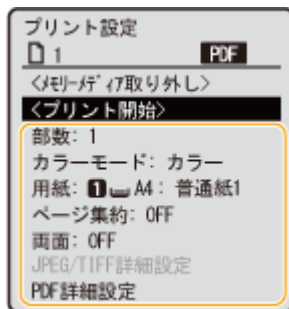 プリント設定
1 PDF
<メモリーメディア取り外し>
<プリント開始>
部数: 1
カラーモード: カラー
用紙: 1 A4: 普通紙1
ページ集約: OFF
両面: OFF
JPEG/TIFF詳細設定
PDF詳細設定